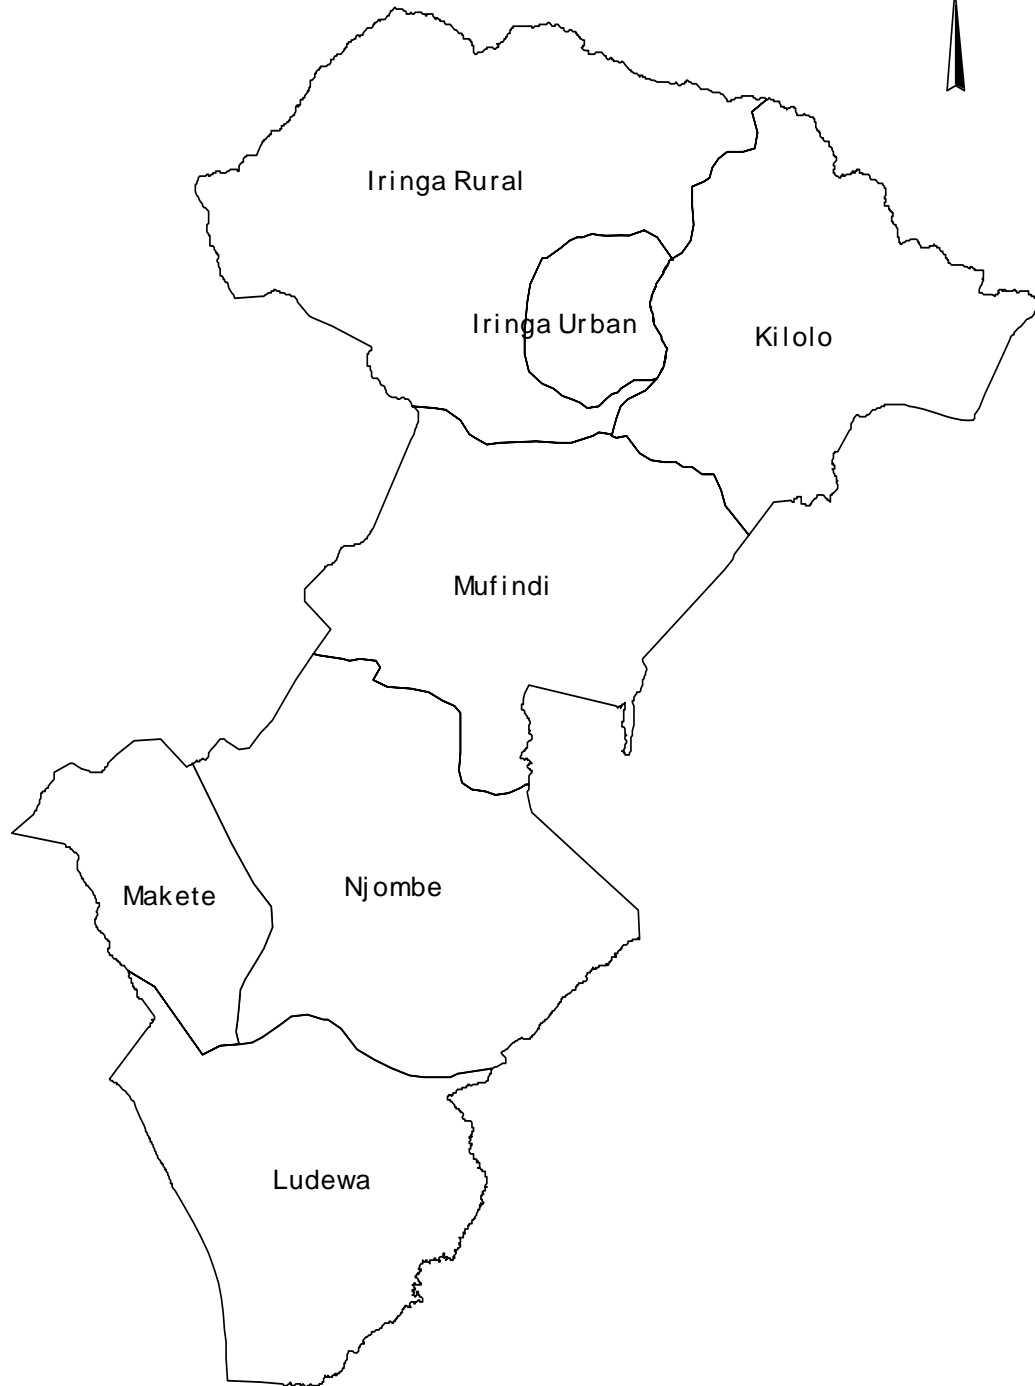 Iringa Rural
Iringa Urban
Kilolo
Mufindi
Makete
Njombe
Ludewa